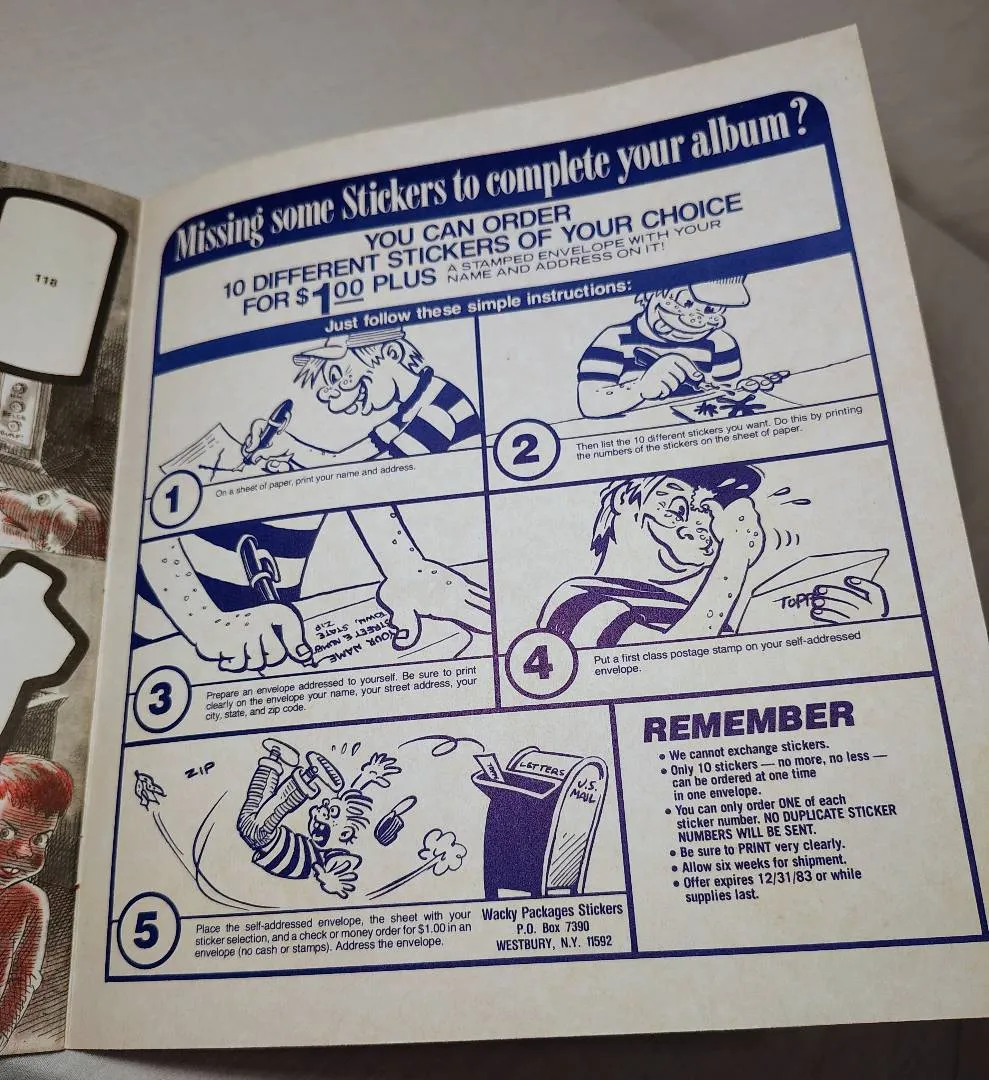 118
Missing some Stickers to complete your album?
YOU CAN ORDER
10 DIFFERENT STICKERS OF YOUR CHOICE
FOR $1.00 PLUS A STAMPED ENVELOPE WITH YOUR
NAME AND ADDRESS ON IT!
Just follow these simple instructions:
1
On a sheet of paper, print your name and address.
2
Then list the 10 different stickers you want. Do this by printing
the numbers of the stickers on the sheet of paper.
YOUR NAME
STREET & NUMB
TOWN, STATE
ZIP
3
Prepare an envelope addressed to yourself. Be sure to print
clearly on the envelope your name, your street address, your
city, state, and zip code.
TOPPS
4
Put a first class postage stamp on your self-addressed
envelope.
ZIP
LETTERS
U.S.
MAIL
5
Place the self-addressed envelope, the sheet with your
sticker selection, and a check or money order for $1.00 in an
envelope (no cash or stamps). Address the envelope.
Wacky Packages Stickers
P.O. Box 7390
WESTBURY, N.Y. 11592
REMEMBER
• We cannot exchange stickers.
• Only 10 stickers — no more, no less —
can be ordered at one time
in one envelope.
• You can only order ONE of each
sticker number. NO DUPLICATE STICKER
NUMBERS WILL BE SENT.
• Be sure to PRINT very clearly.
• Allow six weeks for shipment.
• Offer expires 12/31/83 or while
supplies last.